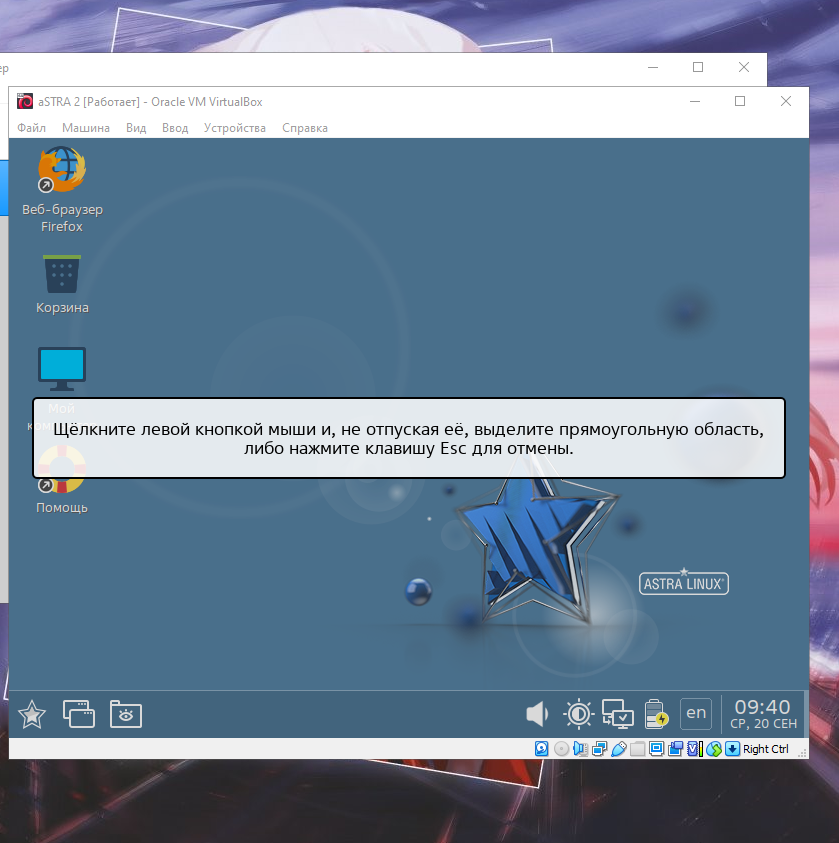 ер
aSTRA 2 [Работает] - Oracle VM VirtualBox
Файл Машина Вид Ввод Устройства Справка
Веб-браузер
Firefox
Корзина
Мой
Щёлкните левой кнопкой мыши и, не отпуская её, выделите прямоугольную область,
либо нажмите клавишу Esc для отмены.
Помощь
ASTRA LINUX
en
09:40
СР, 20 СЕН
Right Ctrl